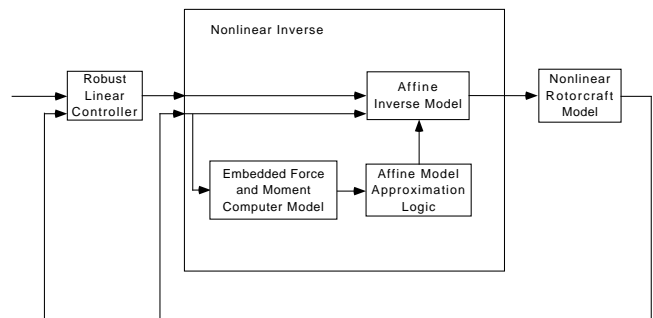 Nonlinear Inverse
Robust
Linear
Controller
Affine
Inverse Model
Nonlinear
Rotorcraft
Model
Embedded Force
and Moment
Computer Model
Affine Model
Approximation
Logic